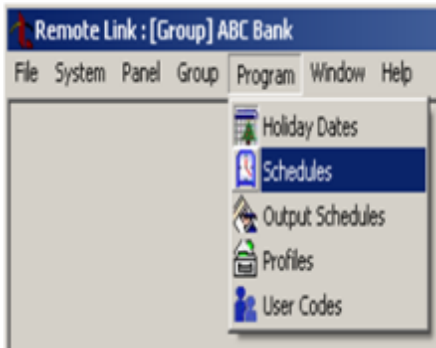 Remote Link : [Group] ABC Bank
File System Panel Group Program Window Help
Holiday Dates
Schedules
Output Schedules
Profiles
User Codes